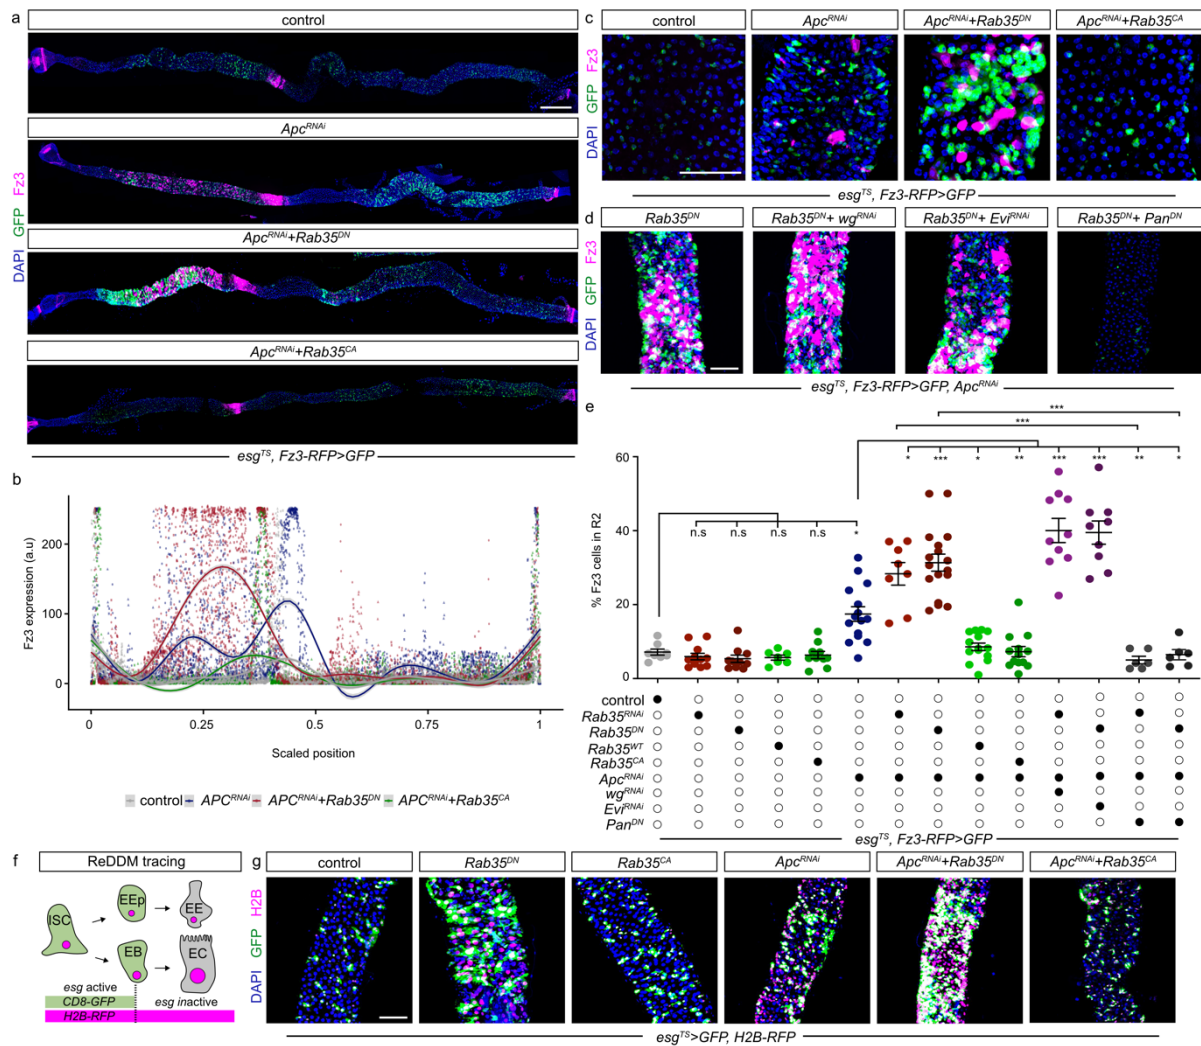 a
control
Apc^RNAi
Apc^RNAi+Rab35^DN
Apc^RNAi+Rab35^CA
DAPI GFP Fz3
esg^TS, Fz3-RFP>GFP
b
Fz3 expression (a.u)
200
100
0
0 0.25 0.5 0.75 1
Scaled position
control APC^RNAi APC^RNAi+Rab35^DN APC^RNAi+Rab35^CA
c
control Apc^RNAi Apc^RNAi+Rab35^DN Apc^RNAi+Rab35^CA
DAPI GFP Fz3
esg^TS, Fz3-RFP>GFP
d
Rab35^DN Rab35^DN+ wg^RNAi Rab35^DN + Evi^RNAi Rab35^DN + Pan^DN
DAPI GFP Fz3
esg^TS, Fz3-RFP>GFP, Apc^RNAi
e
***
***
* *** * ** *** *** ** *
n.s n.s n.s n.s *
% Fz3 cells in R2
60
40
20
0
control
Rab35^RNAi
Rab35^DN
Rab35^WT
Rab35^CA
Apc^RNAi
wg^RNAi
Evi^RNAi
Pan^DN
esg^TS, Fz3-RFP>GFP
f
ReDDM tracing
ISC EEp EE
EB EC
esg active
CD8-GFP esg inactive
H2B-RFP
g
control Rab35^DN Rab35^CA Apc^RNAi Apc^RNAi+Rab35^DN Apc^RNAi+Rab35^CA
DAPI GFP H2B
esg^TS>GFP, H2B-RFP